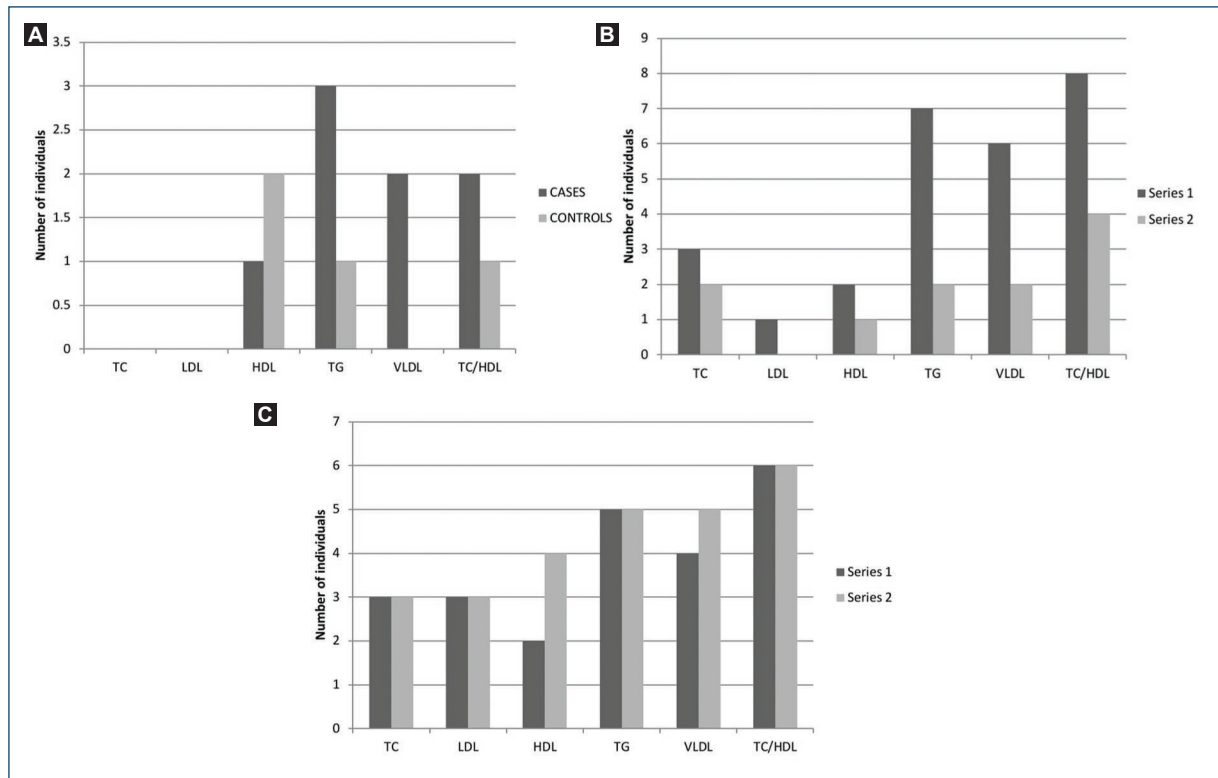 A
Number of individuals
3.5
3
2.5
2
1.5
1
0.5
0
TC LDL HDL TG VLDL TC/HDL
CASES
CONTROLS
B
Number of individuals
9
8
7
6
5
4
3
2
1
0
TC LDL HDL TG VLDL TC/HDL
Series 1
Series 2
C
Number of individuals
7
6
5
4
3
2
1
0
TC LDL HDL TG VLDL TC/HDL
Series 1
Series 2